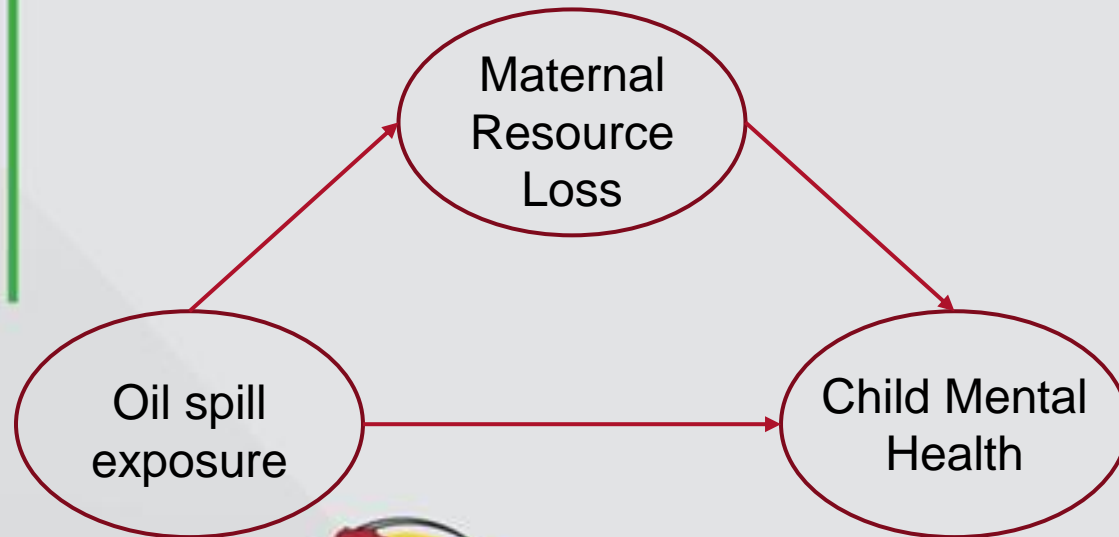 Maternal
Resource
Loss
Oil spill
exposure
Child Mental
Health